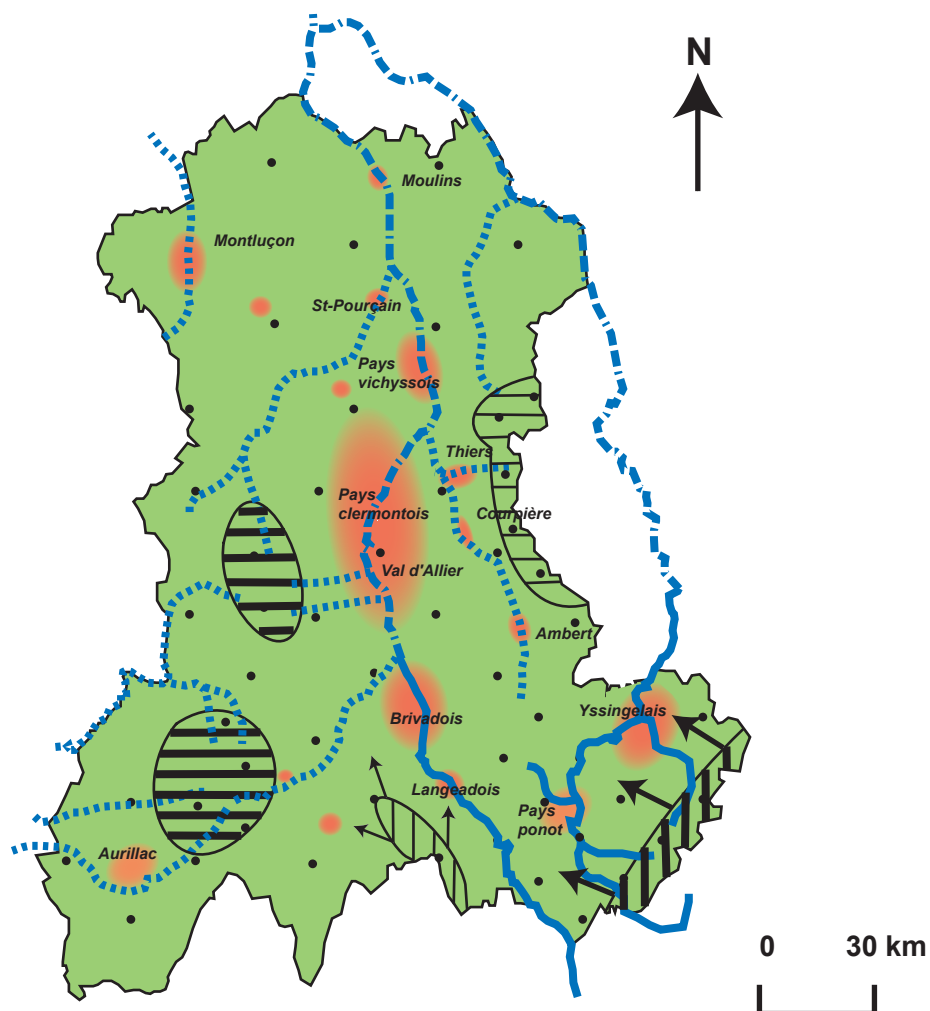 N
Moulins
Montluçon
St-Pourçain
Pays
vichyssois
Thiers
Pays
clermontois
Courpière
Val d'Allier
Ambert
Brivadois
Yssingelais
Langeadois
Pays
ponot
Aurillac
0 30 km